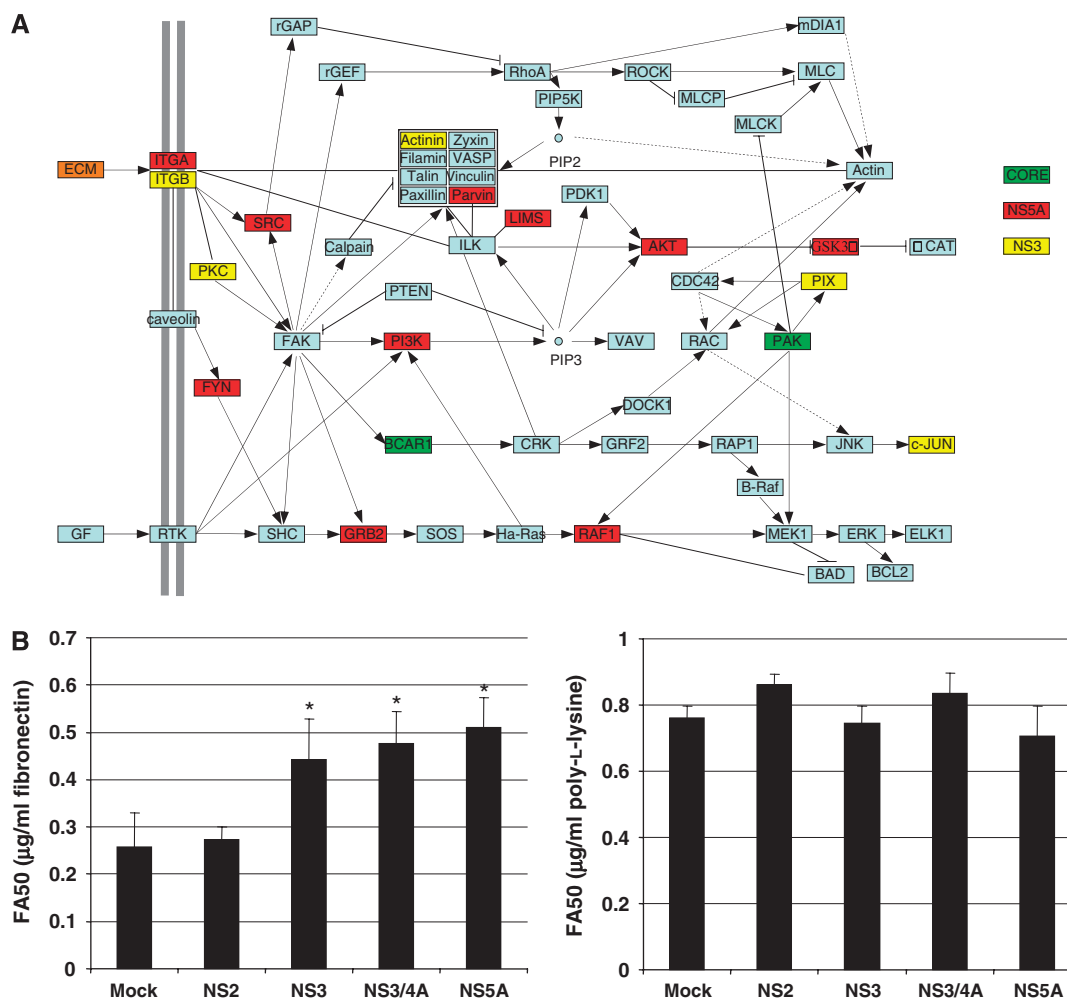 A
rGAP
mDIA1
rGEF
RhoA
ROCK
MLC
PIP5K
MLCP
MLCK
PIP2
Actinin
Zyxin
Filamin
VASP
Talin
Vinculin
Paxillin
Parvin
ECM
ITGA
ITGB
Actin
CORE
NS5A
NS3
SRC
LIMS
PDK1
Calpain
ILK
AKT
GSK3□
□ CAT
PKC
PTEN
CDC42
PIX
caveolin
FAK
PI3K
PIP3
VAV
RAC
PAK
FYN
DOCK1
BCAR1
CRK
GRF2
RAP1
JNK
c-JUN
B-Raf
GF
RTK
SHC
GRB2
SOS
Ha-Ras
RAF1
MEK1
ERK
ELK1
BAD
BCL2
B
FA50 (μg/ml fibronectin)
0.7
0.6
0.5
0.4
0.3
0.2
0.1
0
* * *
Mock NS2 NS3 NS3/4A NS5A
FA50 (μg/ml poly-L-lysine)
1
0.8
0.6
0.4
0.2
0
Mock NS2 NS3 NS3/4A NS5A